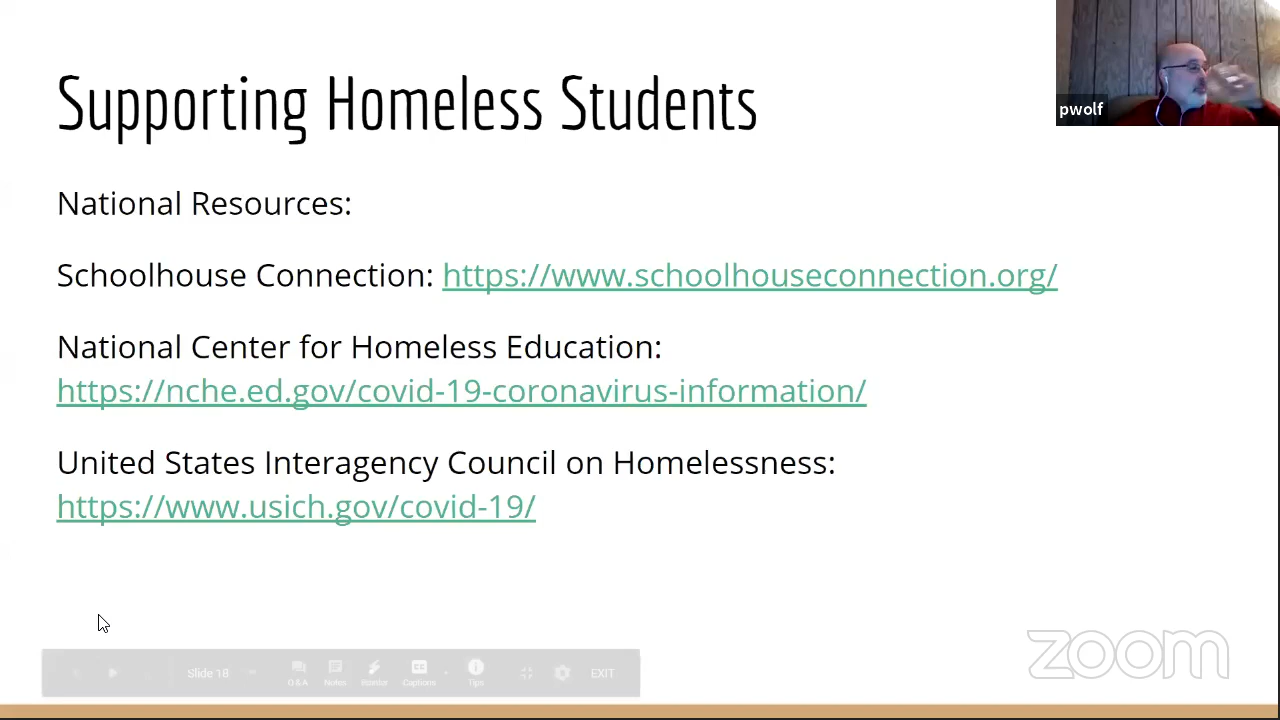 Supporting Homeless Students
pwolf
National Resources:
Schoolhouse Connection: https://www.schoolhouseconnection.org/
National Center for Homeless Education:
https://nche.ed.gov/covid-19-coronavirus-information/
United States Interagency Council on Homelessness:
https://www.usich.gov/covid-19/
Slide 18
Q&A
Notes
Pointer
Captions
Tips
EXIT
zoom